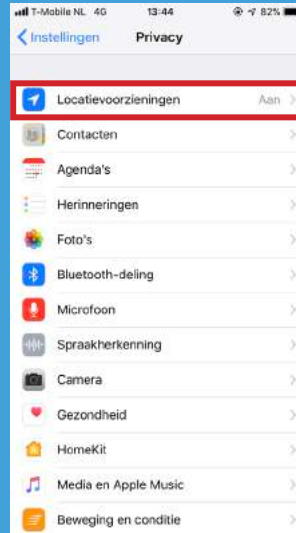 T-Mobile NL 4G 13:44 82%
Instellingen Privacy
Locatievoorzieningen Aan
Contacten
Agenda's
Herinneringen
Foto's
Bluetooth-deling
Microfoon
Spraakherkenning
Camera
Gezondheid
HomeKit
Media en Apple Music
Beweging en conditie